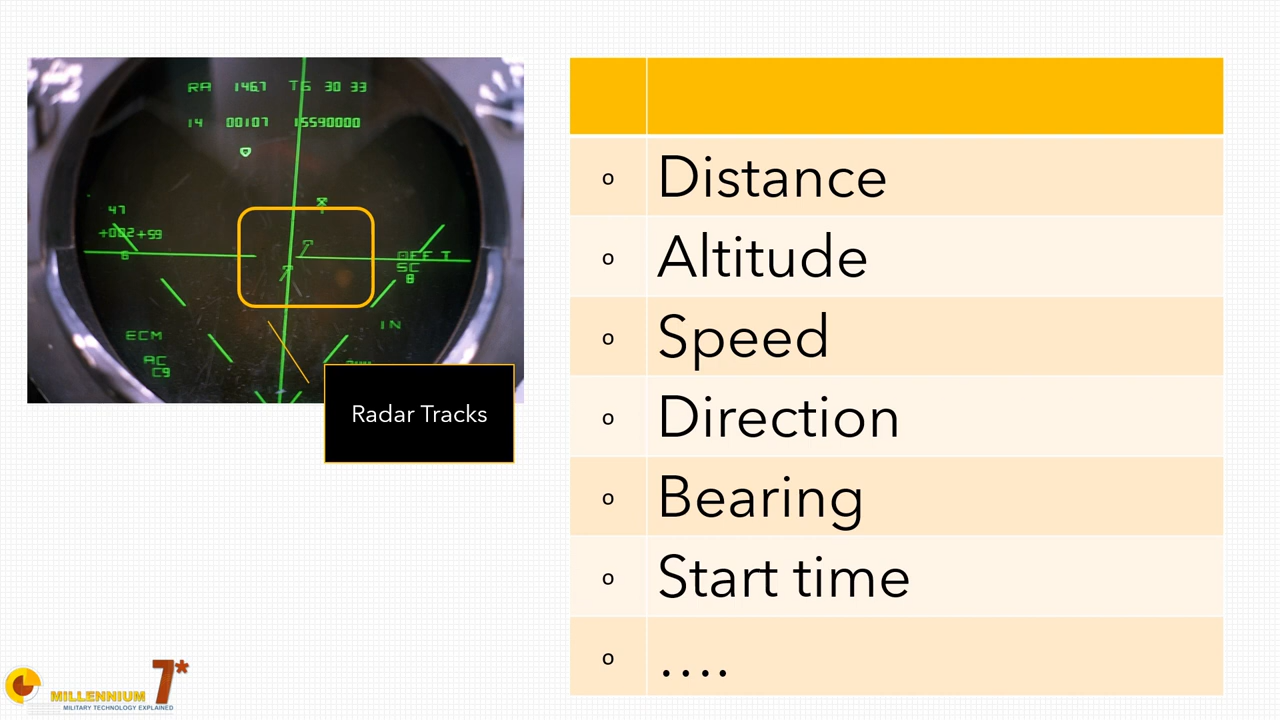 RA 1467 TG 30 33
14 00107 15590000
47
+002+59
6
OFF T
SC
8
IN
ECM
AC
C9
Radar Tracks
o Distance
o Altitude
o Speed
o Direction
o Bearing
o Start time
o ....
MILLENNIUM 7*
MILITARY TECHNOLOGY EXPLAINED